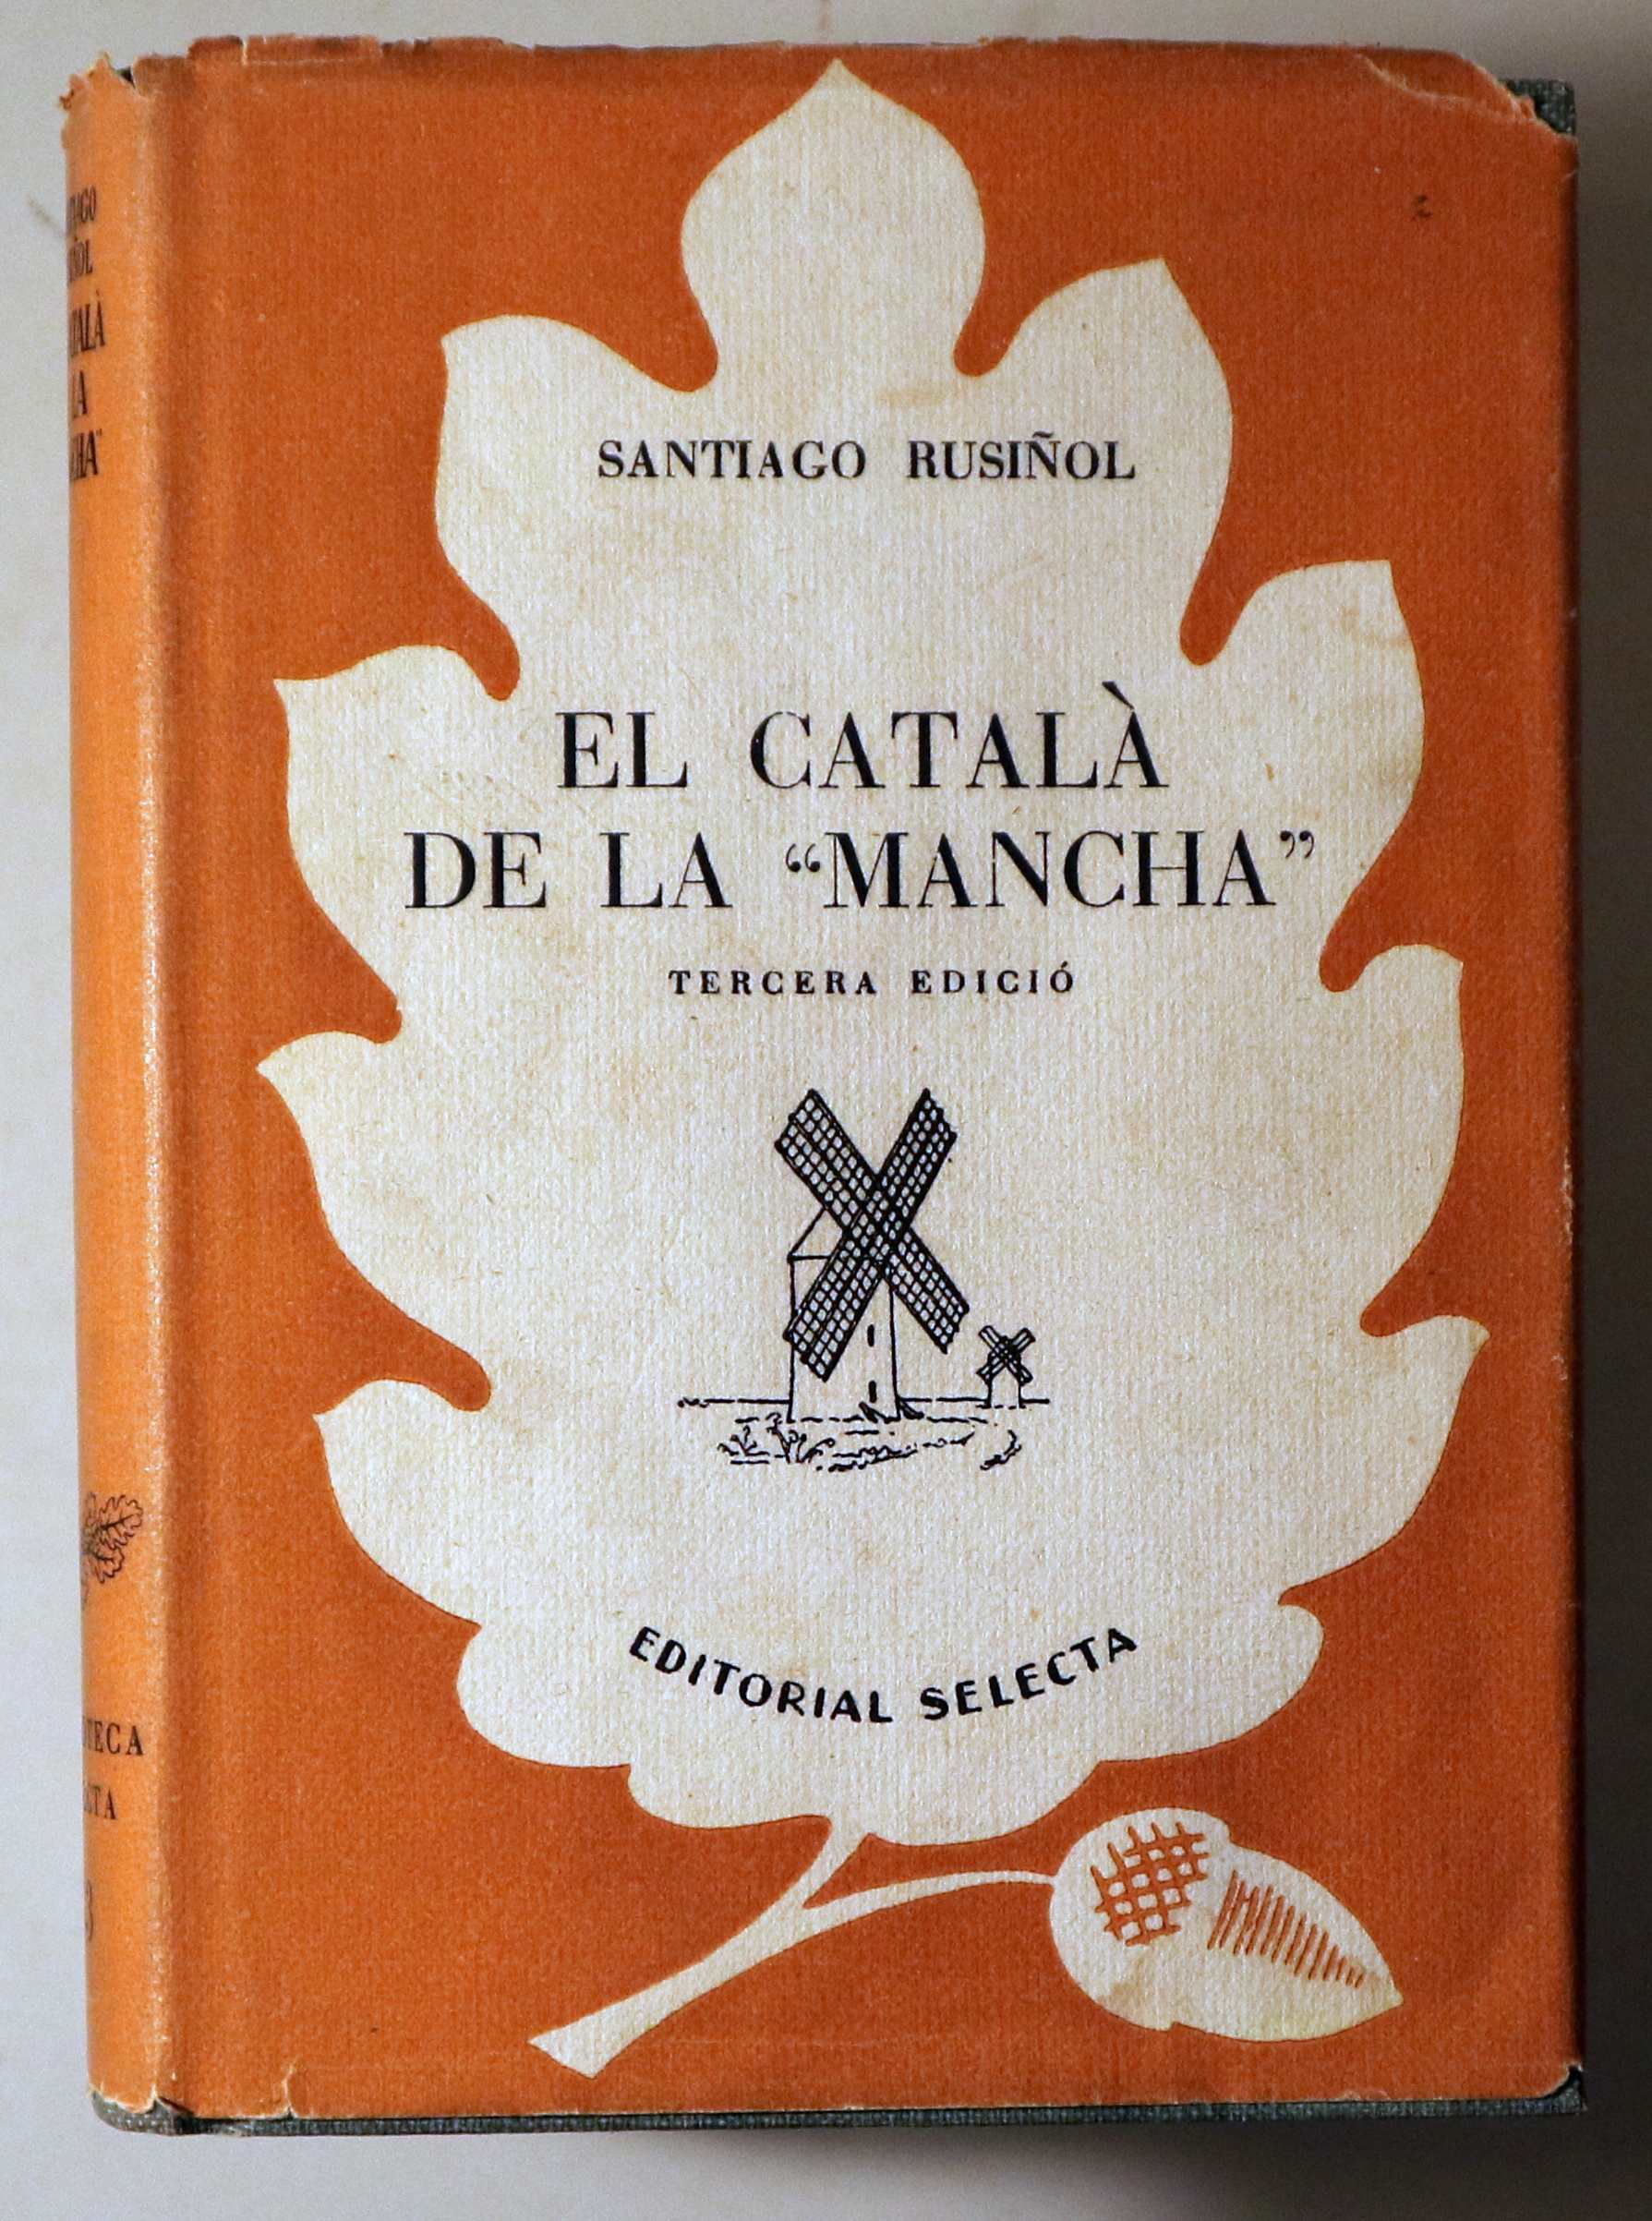 SANTIAGO RUSIÑOL
EL CATALÀ
DE LA “MANCHA”
TERCERA EDICIÓ
EDITORIAL SELECTA